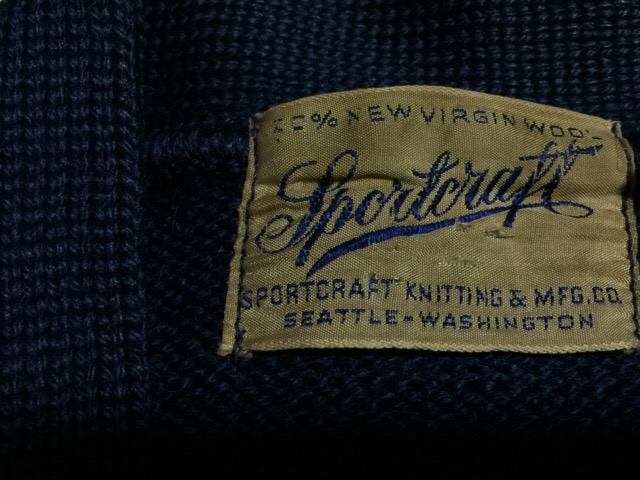 % NEW VIRGIN WOOL
Sportcraft
SPORTCRAFT KNITTING & MFG. CO.
SEATTLE-WASHINGTON